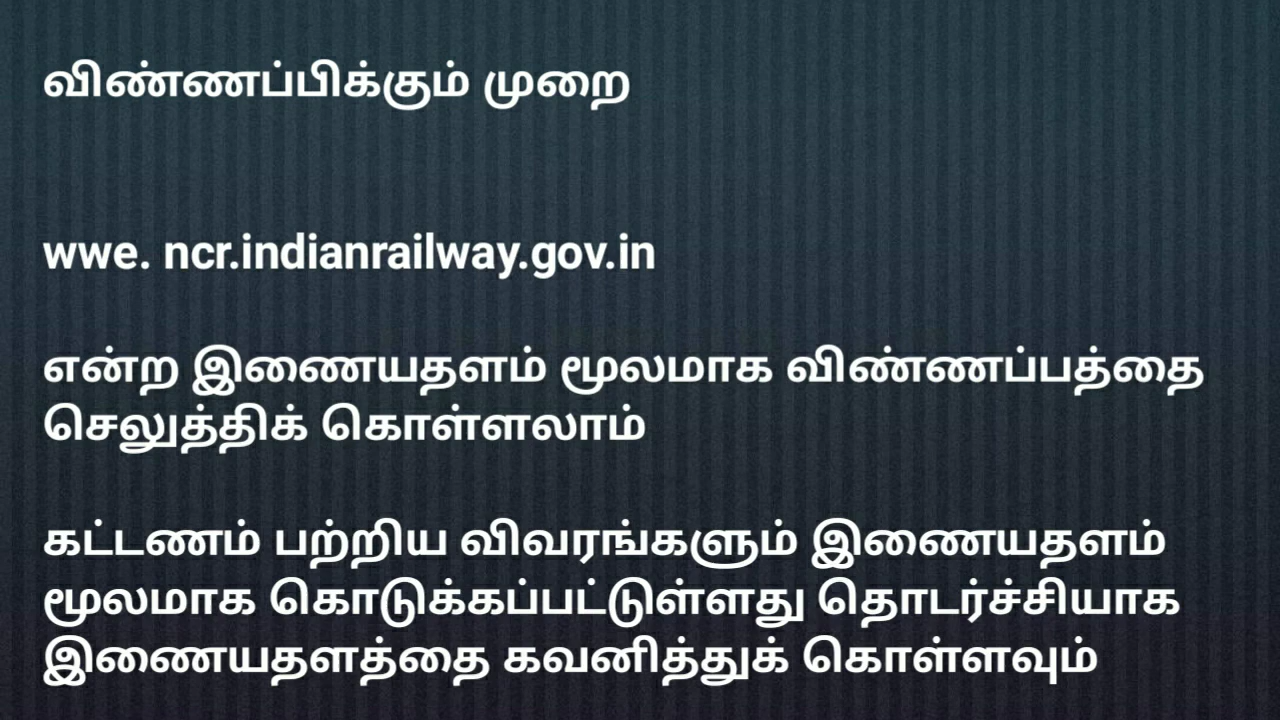 விண்ணப்பிக்கும் முறை
wwe. ncr.indianrailway.gov.in
என்ற இணையதளம் மூலமாக விண்ணப்பத்தை
செலுத்திக் கொள்ளலாம்
கட்டணம் பற்றிய விவரங்களும் இணையதளம்
மூலமாக கொடுக்கப்பட்டுள்ளது தொடர்ச்சியாக
இணையதளத்தை கவனித்துக் கொள்ளவும்